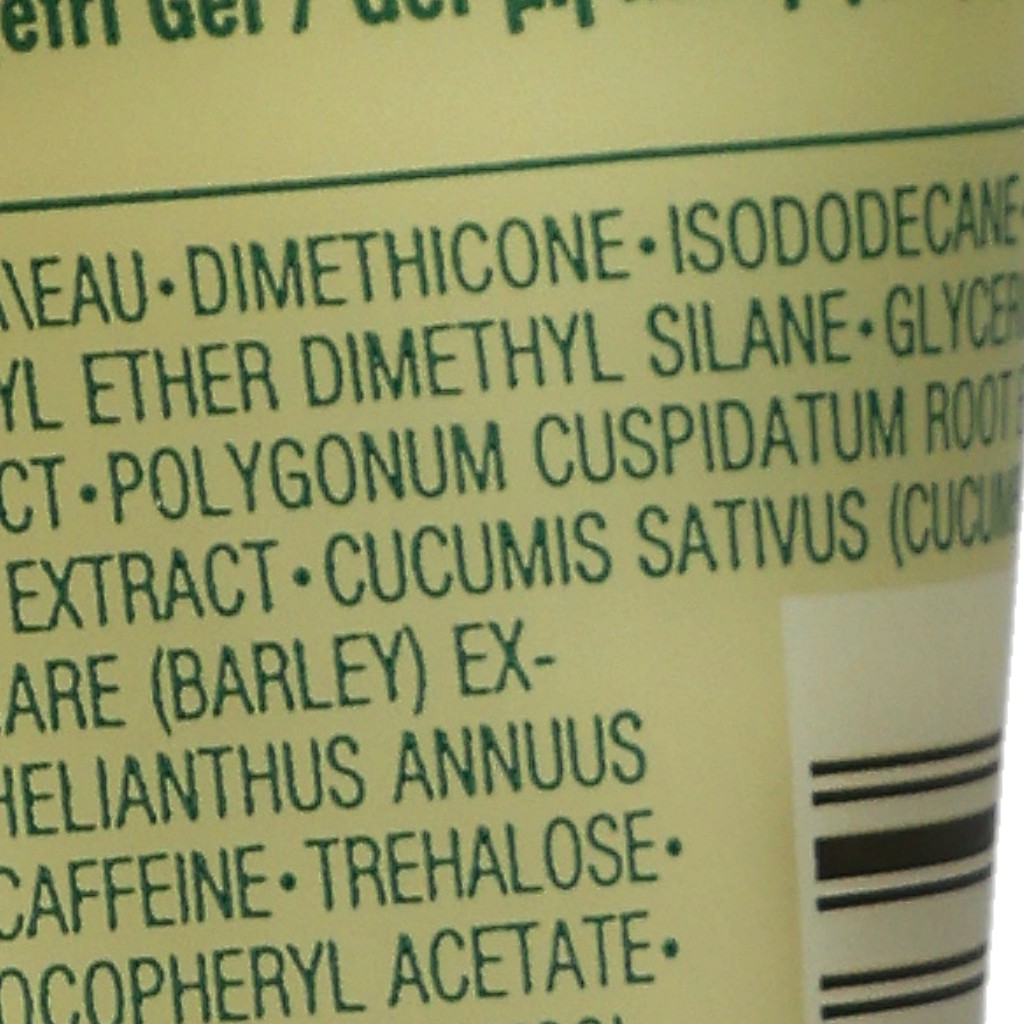 \EAU•DIMETHICONE•ISODODECANE•
YL ETHER DIMETHYL SILANE•GLYCER
CT•POLYGONUM CUSPIDATUM ROOT
EXTRACT•CUCUMIS SATIVUS (CUCUM
ARE (BARLEY) EX-
HELIANTHUS ANNUUS
CAFFEINE•TREHALOSE•
OCOPHERYL ACETATE•